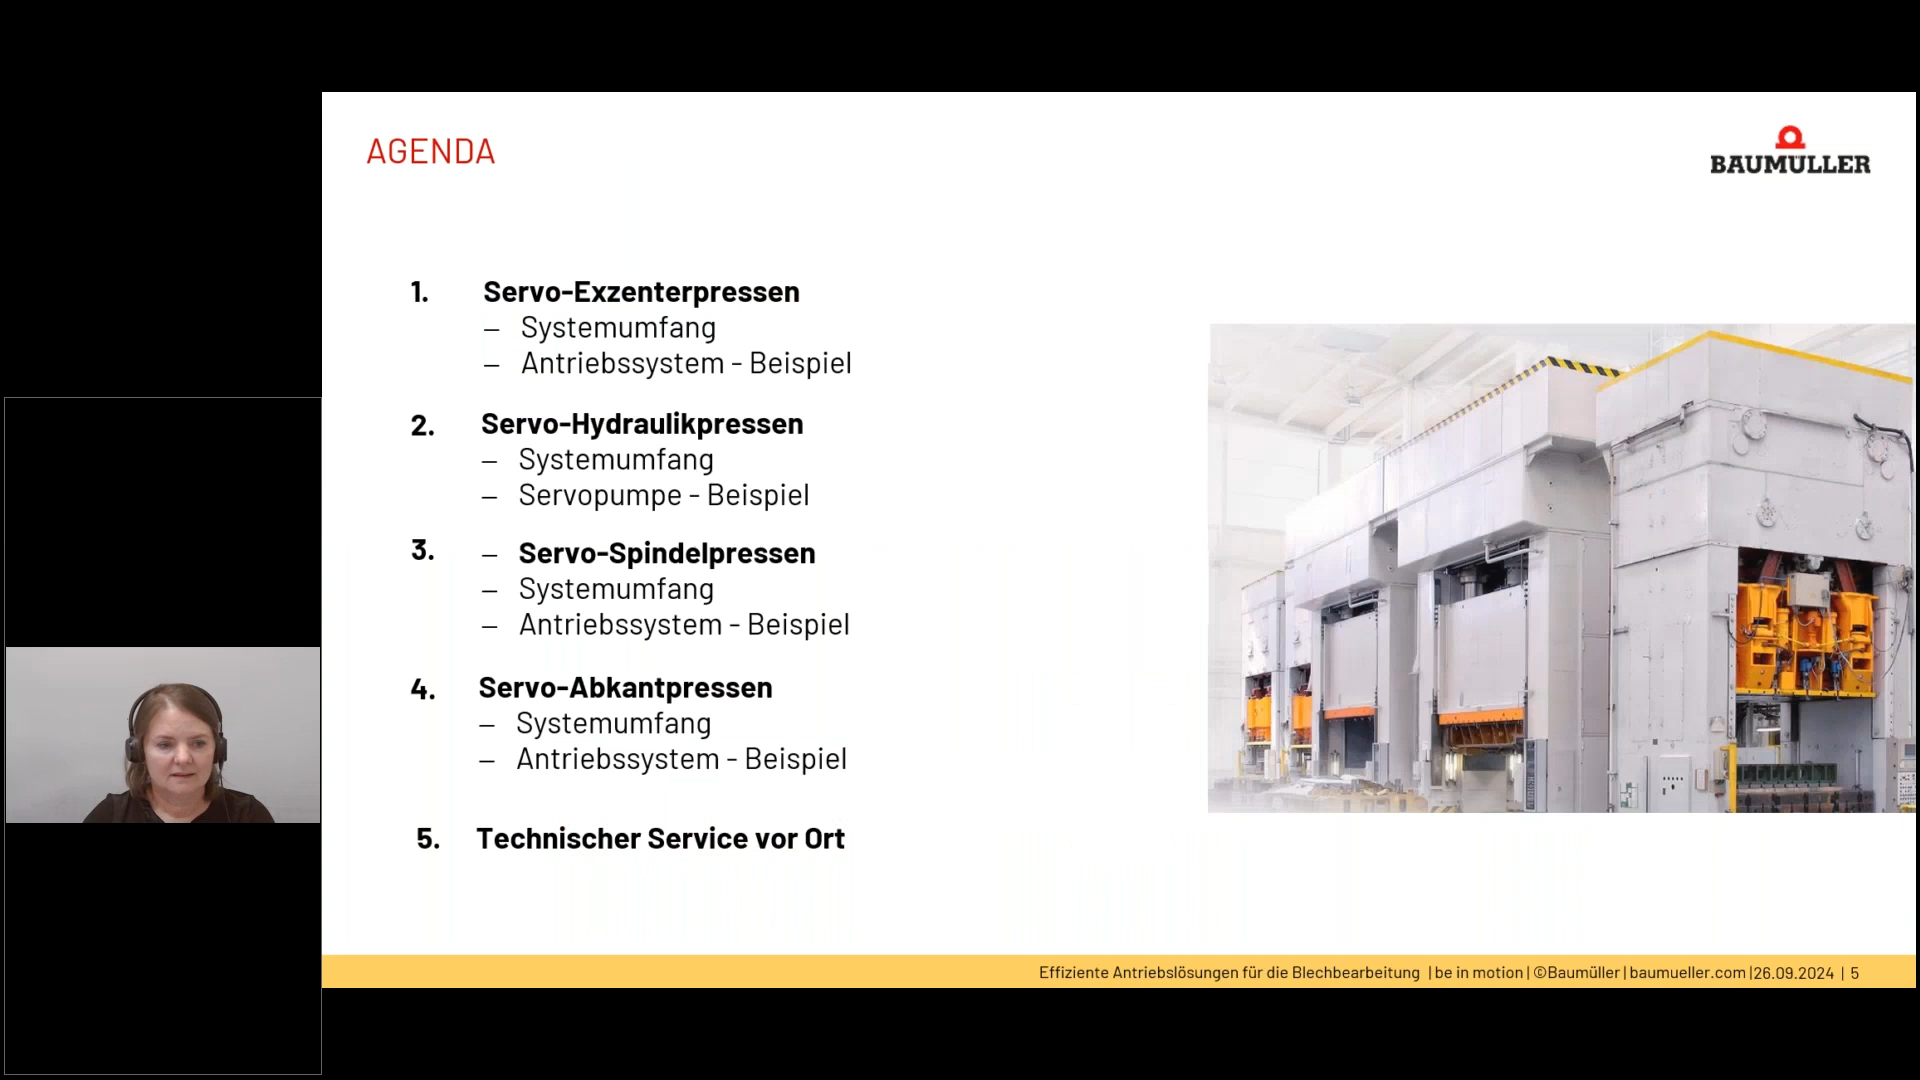 AGENDA
BAUMÜLLER
1. Servo-Exzenterpressen
– Systemumfang
– Antriebssystem - Beispiel
2. Servo-Hydraulikpressen
– Systemumfang
– Servopumpe - Beispiel
3. – Servo-Spindelpressen
– Systemumfang
– Antriebssystem - Beispiel
4. Servo-Abkantpressen
– Systemumfang
– Antriebssystem - Beispiel
5. Technischer Service vor Ort
Effiziente Antriebslösungen für die Blechbearbeitung | be in motion | ©Baumüller | baumueller.com |26.09.2024 | 5